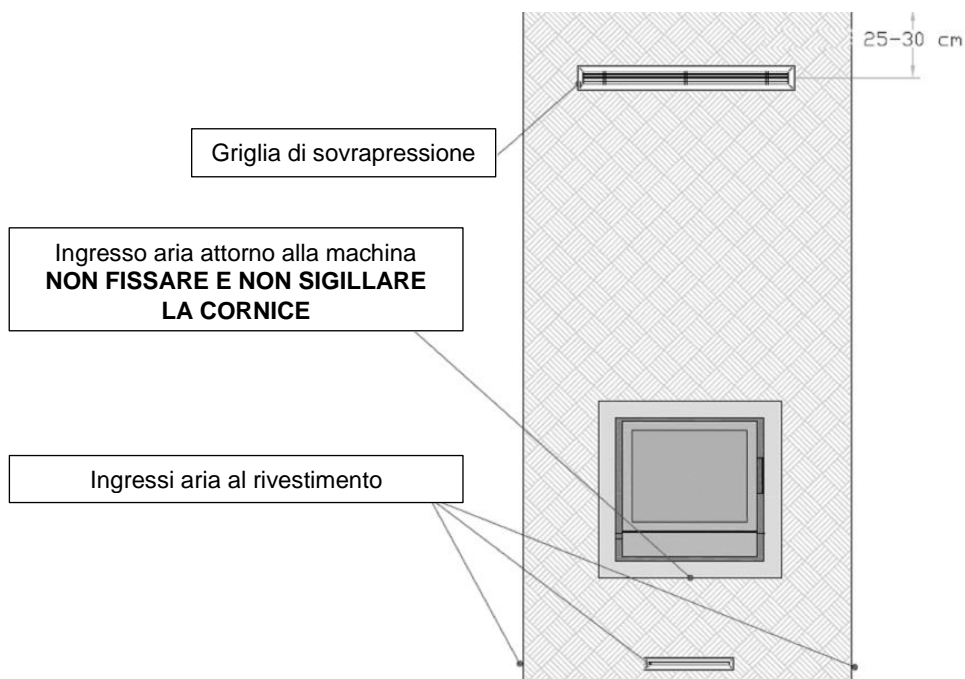 25-30 cm
Griglia di sovrapressione
Ingresso aria attorno alla machina
NON FISSARE E NON SIGILLARE
LA CORNICE
Ingressi aria al rivestimento